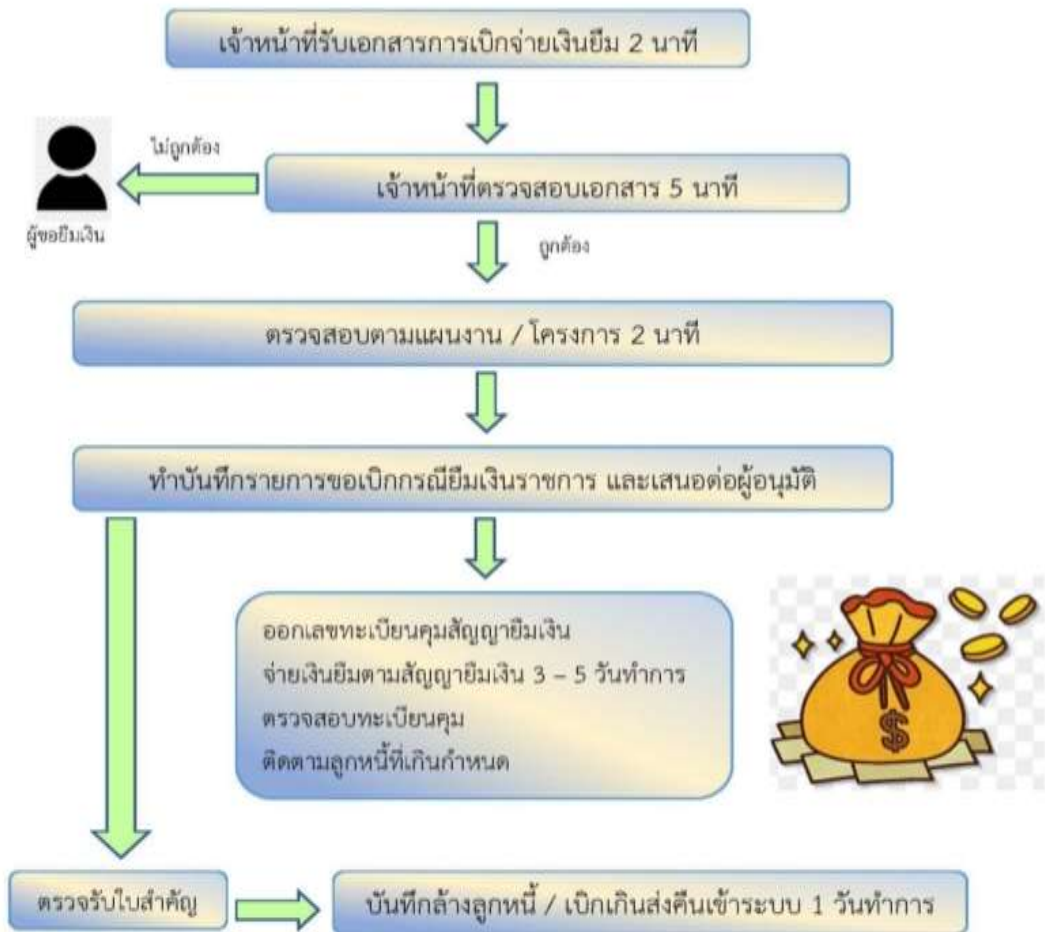 เจ้าหน้าที่รับเอกสารการเบิกจ่ายเงินยืม 2 นาที
ไม่ถูกต้อง
เจ้าหน้าที่ตรวจสอบเอกสาร 5 นาที
ผู้ขอยืมเงิน
ถูกต้อง
ตรวจสอบตามแผนงาน / โครงการ 2 นาที
ทำบันทึกรายการขอเบิกกรณียืมเงินราชการ และเสนอต่อผู้อนุมัติ
ออกเลขทะเบียนคุมสัญญายืมเงิน
จ่ายเงินยืมตามสัญญายืมเงิน 3 – 5 วันทำการ
ตรวจสอบทะเบียนคุม
ติดตามลูกหนี้ที่เกินกำหนด
$
ตรวจรับใบสำคัญ
บันทึกล้างลูกหนี้ / เบิกเกินส่งคืนเข้าระบบ 1 วันทำการ